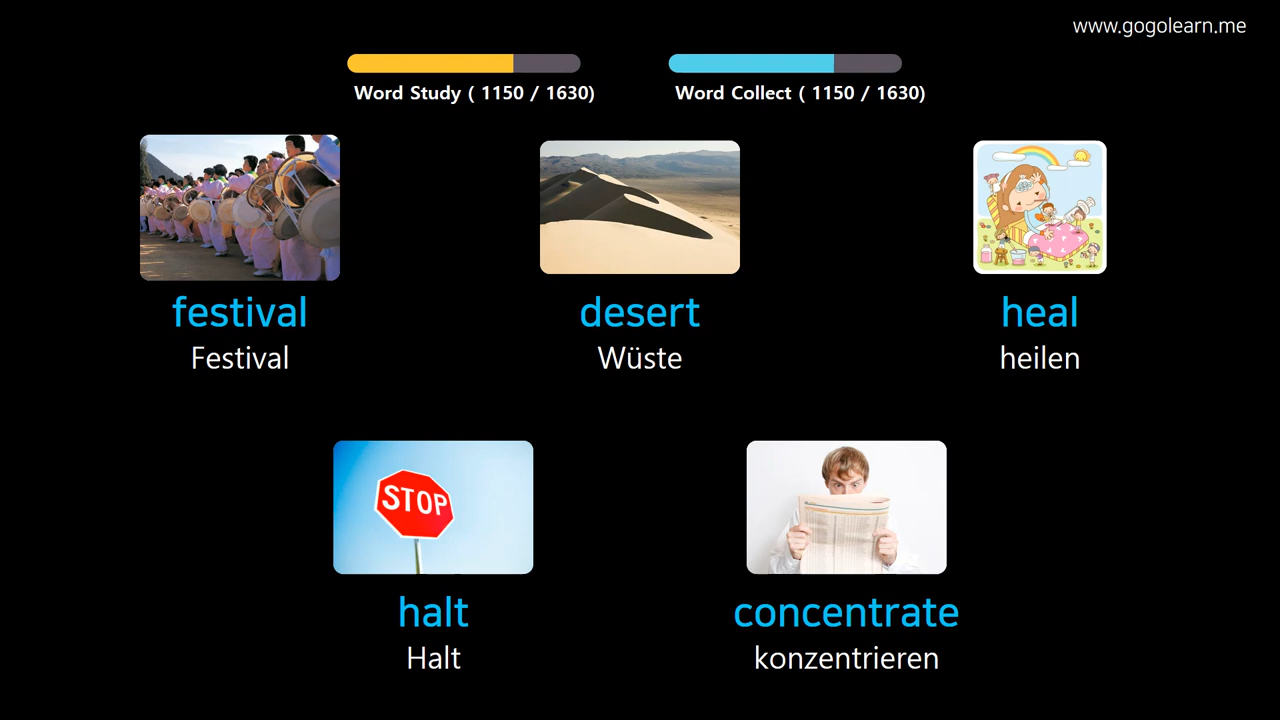 www.gogolearn.me
Word Study ( 1150 / 1630)
Word Collect ( 1150 / 1630)
festival
Festival
desert
Wüste
heal
heilen
STOP
halt
Halt
concentrate
konzentrieren